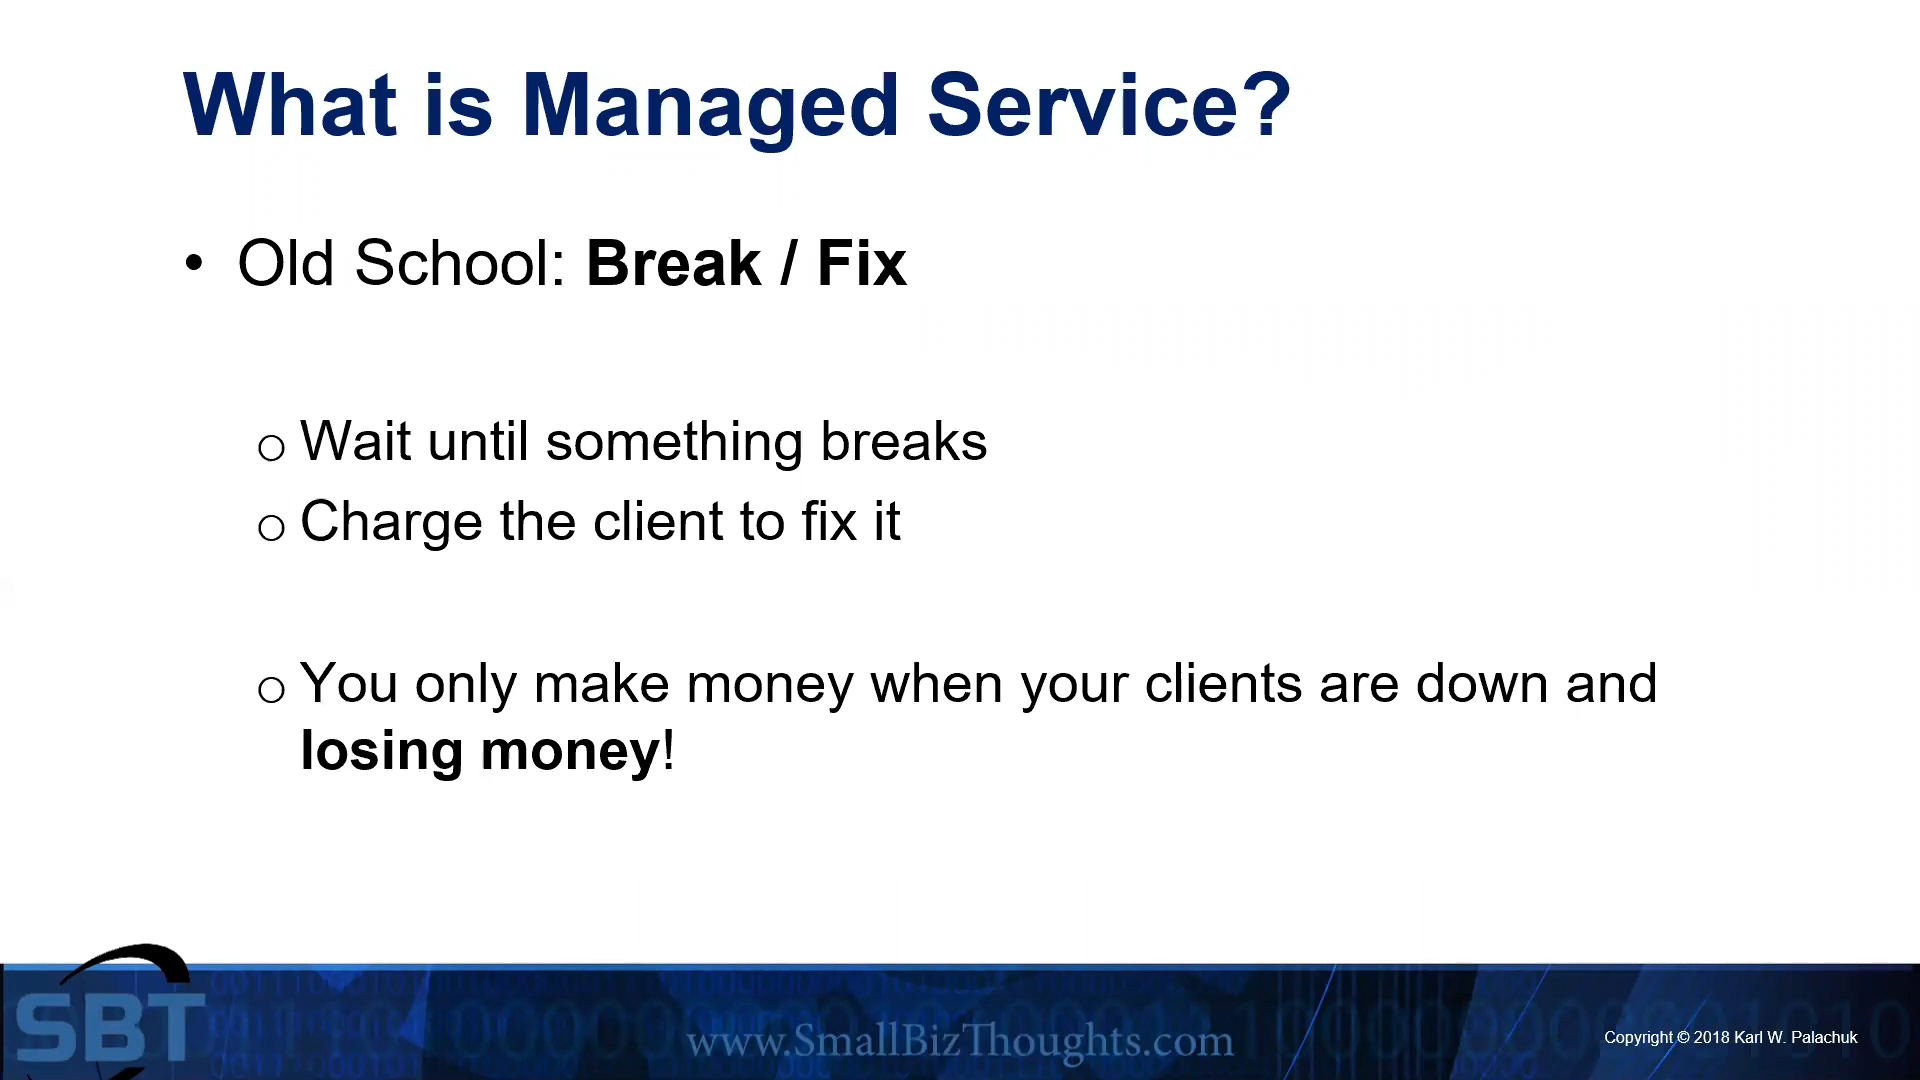 What is Managed Service?
• Old School: Break / Fix
o Wait until something breaks
o Charge the client to fix it
o You only make money when your clients are down and
losing money!
SBT
www.SmallBizThoughts.com
Copyright © 2018 Karl W. Palachuk